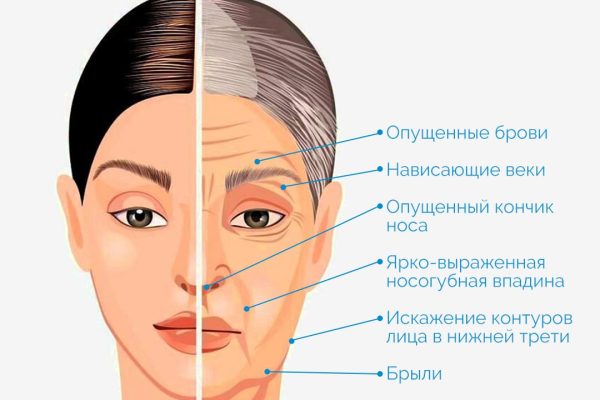 Опущенные брови
Нависающие веки
Опущенный кончик
носа
Ярко-выраженная
носогубная впадина
Искажение контуров
лица в нижней трети
Брыли